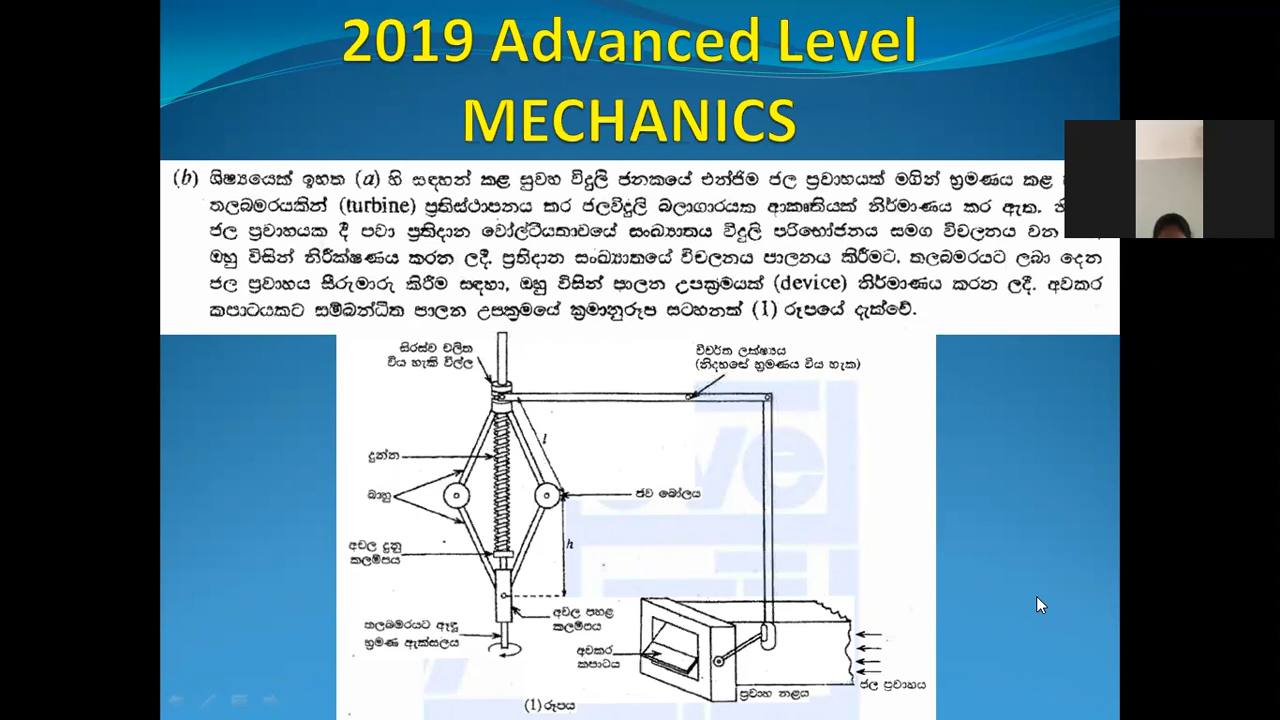 2019 Advanced Level
MECHANICS
(b) ශිෂ්‍යයෙක් ඉහත (a) හි සඳහන් කළ සුවහ විදුලි ජනකයේ එන්ජිම ජල ප්‍රවාහයක් මගින් භ්‍රමණය කළ
තලබමරයකින් (turbine) ප්‍රතිස්ථාපනය කර ජලවිදුලි බලාගාරයක ආකෘතියක් නිර්මාණය කර ඇත.
ජල ප්‍රවාහයක දී පවා ප්‍රතිදාන වෝල්ටීයතාවයේ සංඛ්‍යාතය විදුලි පරිභෝජනය සමග විචලනය වන
ඔහු විසින් නිරීක්ෂණය කරන ලදී. ප්‍රතිදාන සංඛ්‍යාතයේ විචලනය පාලනය කිරීමට, තලබමරයට ලබා දෙන
ජල ප්‍රවාහය සීරුමාරු කිරීම සඳහා, ඔහු විසින් පාලන උපක්‍රමයක් (device) නිර්මාණය කරන ලදී. අවකර
කපාටයකට සම්බන්ධිත පාලන උපක්‍රමයේ ක්‍රමානුරූප සටහනක් (1) රූපයේ දැක්වේ.
සිරස්ව චලිත
විය හැකි විල්ල
විවර්ත ලක්ෂ්‍යය
(නිදහසේ භ්‍රමණය විය හැක)
l
දුන්න
බාහු
ජව බෝලය
අචල දුනු
කලම්පය
h
අචල පහළ
කලම්පය
තලබමරයට ඇඳූ
භ්‍රමණ ඇක්සලය
අවකර
කපාටය
ප්‍රවාහ නළය
ජල ප්‍රවාහය
(1) රූපය